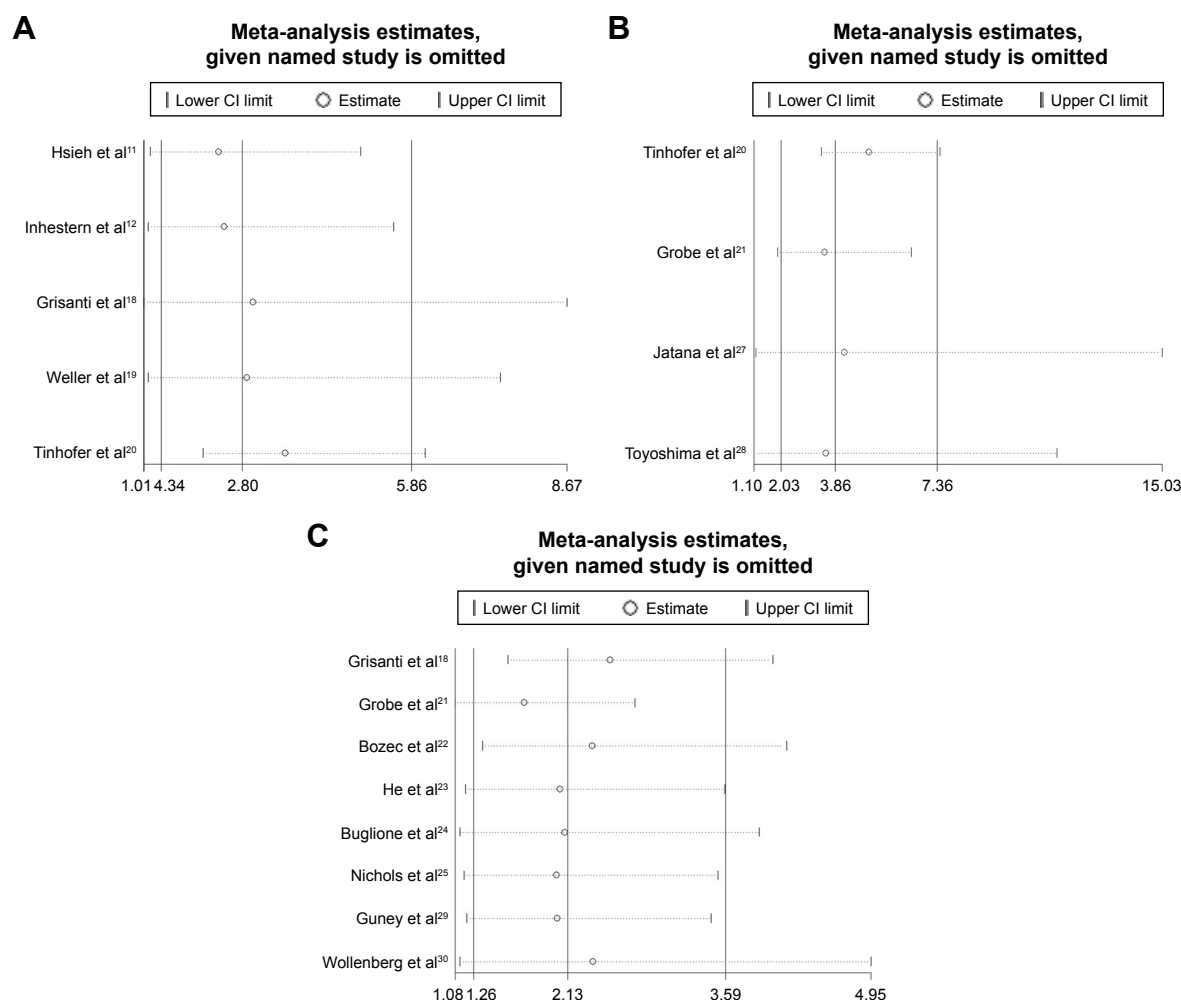 A
Meta-analysis estimates,
given named study is omitted
Lower CI limit Estimate Upper CI limit
Hsieh et al¹¹
Inhestern et al¹²
Grisanti et al¹⁸
Weller et al¹⁹
Tinhofer et al²⁰
1.01 4.34 2.80 5.86 8.67
B
Meta-analysis estimates,
given named study is omitted
Lower CI limit Estimate Upper CI limit
Tinhofer et al²⁰
Grobe et al²¹
Jatana et al²⁷
Toyoshima et al²⁸
1.10 2.03 3.86 7.36 15.03
C
Meta-analysis estimates,
given named study is omitted
Lower CI limit Estimate Upper CI limit
Grisanti et al¹⁸
Grobe et al²¹
Bozec et al²²
He et al²³
Buglione et al²⁴
Nichols et al²⁵
Guney et al²⁹
Wollenberg et al³⁰
1.08 1.26 2.13 3.59 4.95